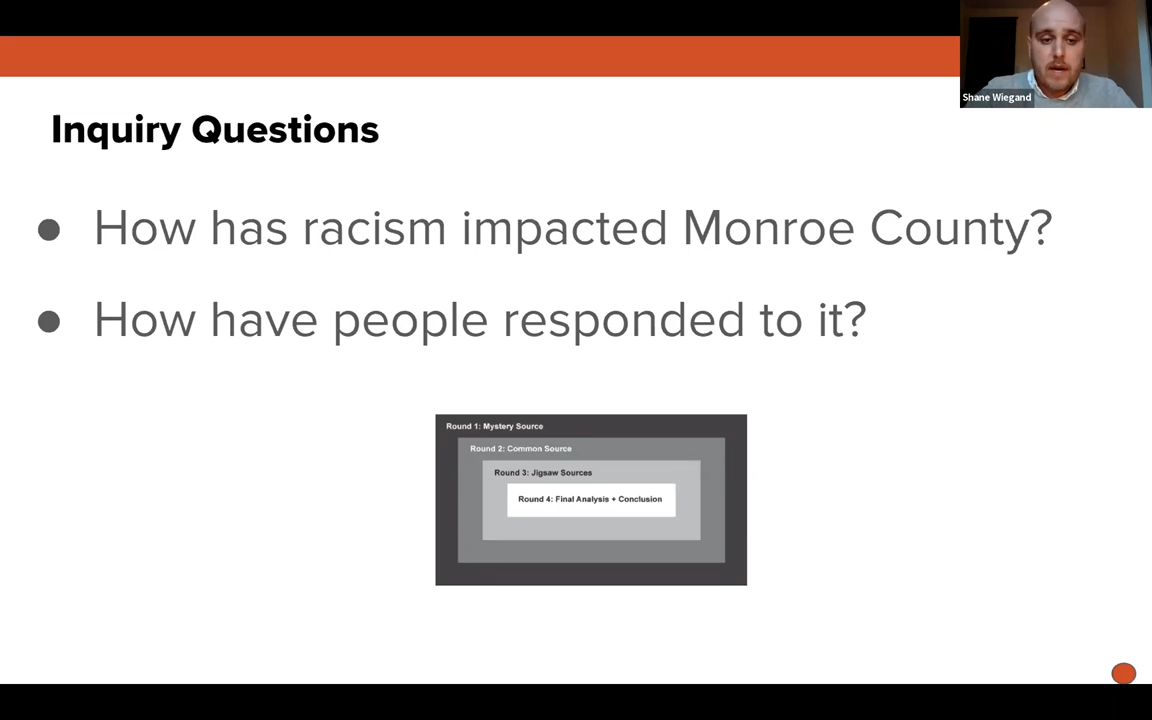 Shane Wiegand
Inquiry Questions
● How has racism impacted Monroe County?
● How have people responded to it?
Round 1: Mystery Source
Round 2: Common Source
Round 3: Jigsaw Sources
Round 4: Final Analysis + Conclusion